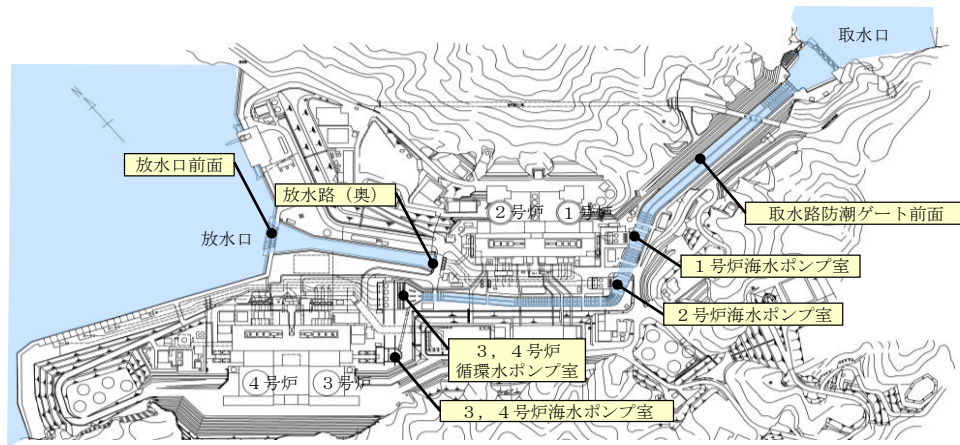 取水口
N
放水口前面
放水路（奥）
２号炉
１号炉
取水路防潮ゲート前面
放水口
１号炉海水ポンプ室
２号炉海水ポンプ室
３，４号炉
循環水ポンプ室
４号炉
３号炉
３，４号炉海水ポンプ室